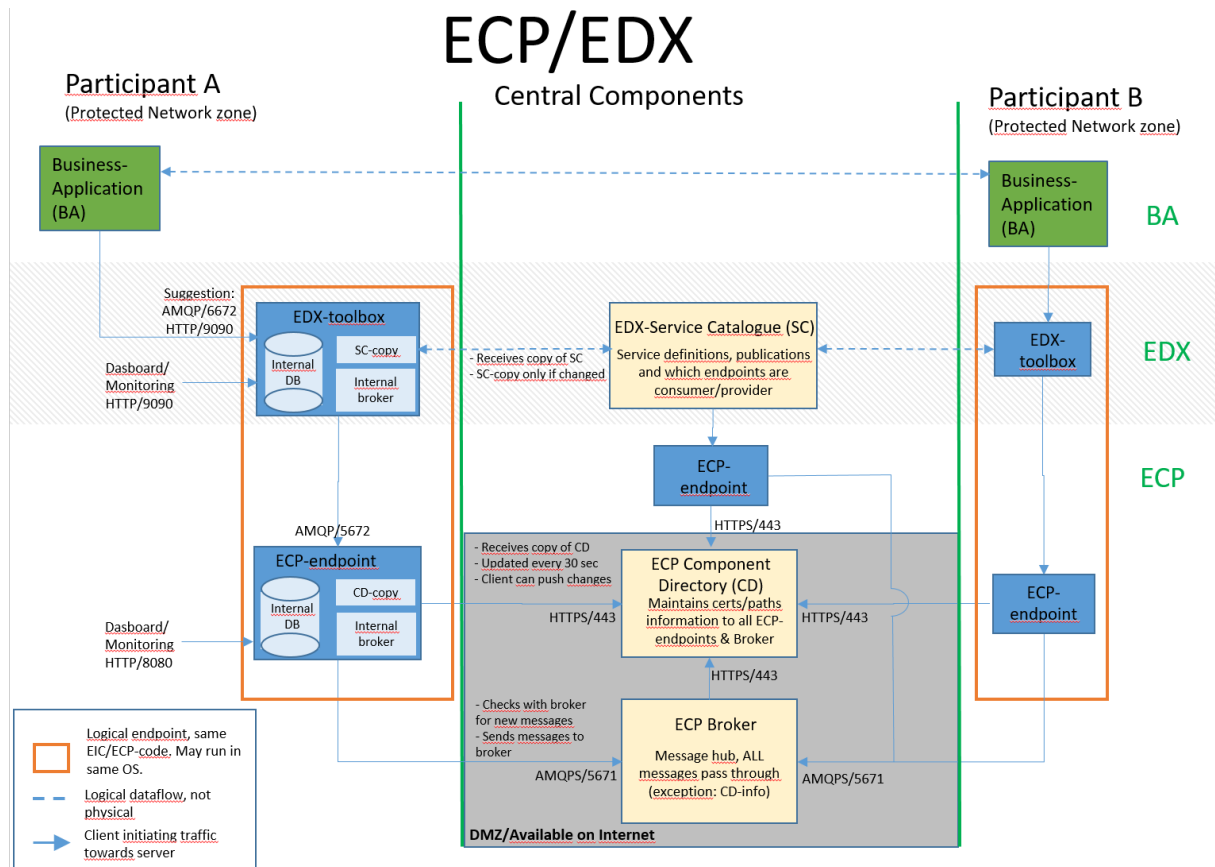 ECP/EDX
Participant A
(Protected Network zone)
Central Components
Participant B
(Protected Network zone)
Business-
Application
(BA)
Business-
Application
(BA)
BA
Suggestion:
AMQP/6672
HTTP/9090
EDX-toolbox
Internal
DB
SC-copy
Internal
broker
Dasboard/
Monitoring
HTTP/9090
- Receives copy of SC
- SC-copy only if changed
EDX-Service Catalogue (SC)
Service definitions, publications
and which endpoints are
consumer/provider
EDX-
toolbox
EDX
ECP-
endpoint
ECP
AMQP/5672
HTTPS/443
ECP-endpoint
Internal
DB
CD-copy
Internal
broker
Dasboard/
Monitoring
HTTP/8080
- Receives copy of CD
- Updated every 30 sec
- Client can push changes
HTTPS/443
ECP Component
Directory (CD)
Maintains certs/paths
information to all ECP-
endpoints & Broker
HTTPS/443
ECP-
endpoint
HTTPS/443
- Checks with broker
for new messages
- Sends messages to
broker
AMQPS/5671
ECP Broker
Message hub, ALL
messages pass through
(exception: CD-info)
AMQPS/5671
DMZ/Available on Internet
Logical endpoint, same
EIC/ECP-code. May run in
same OS.
Logical dataflow, not
physical
Client initiating traffic
towards server